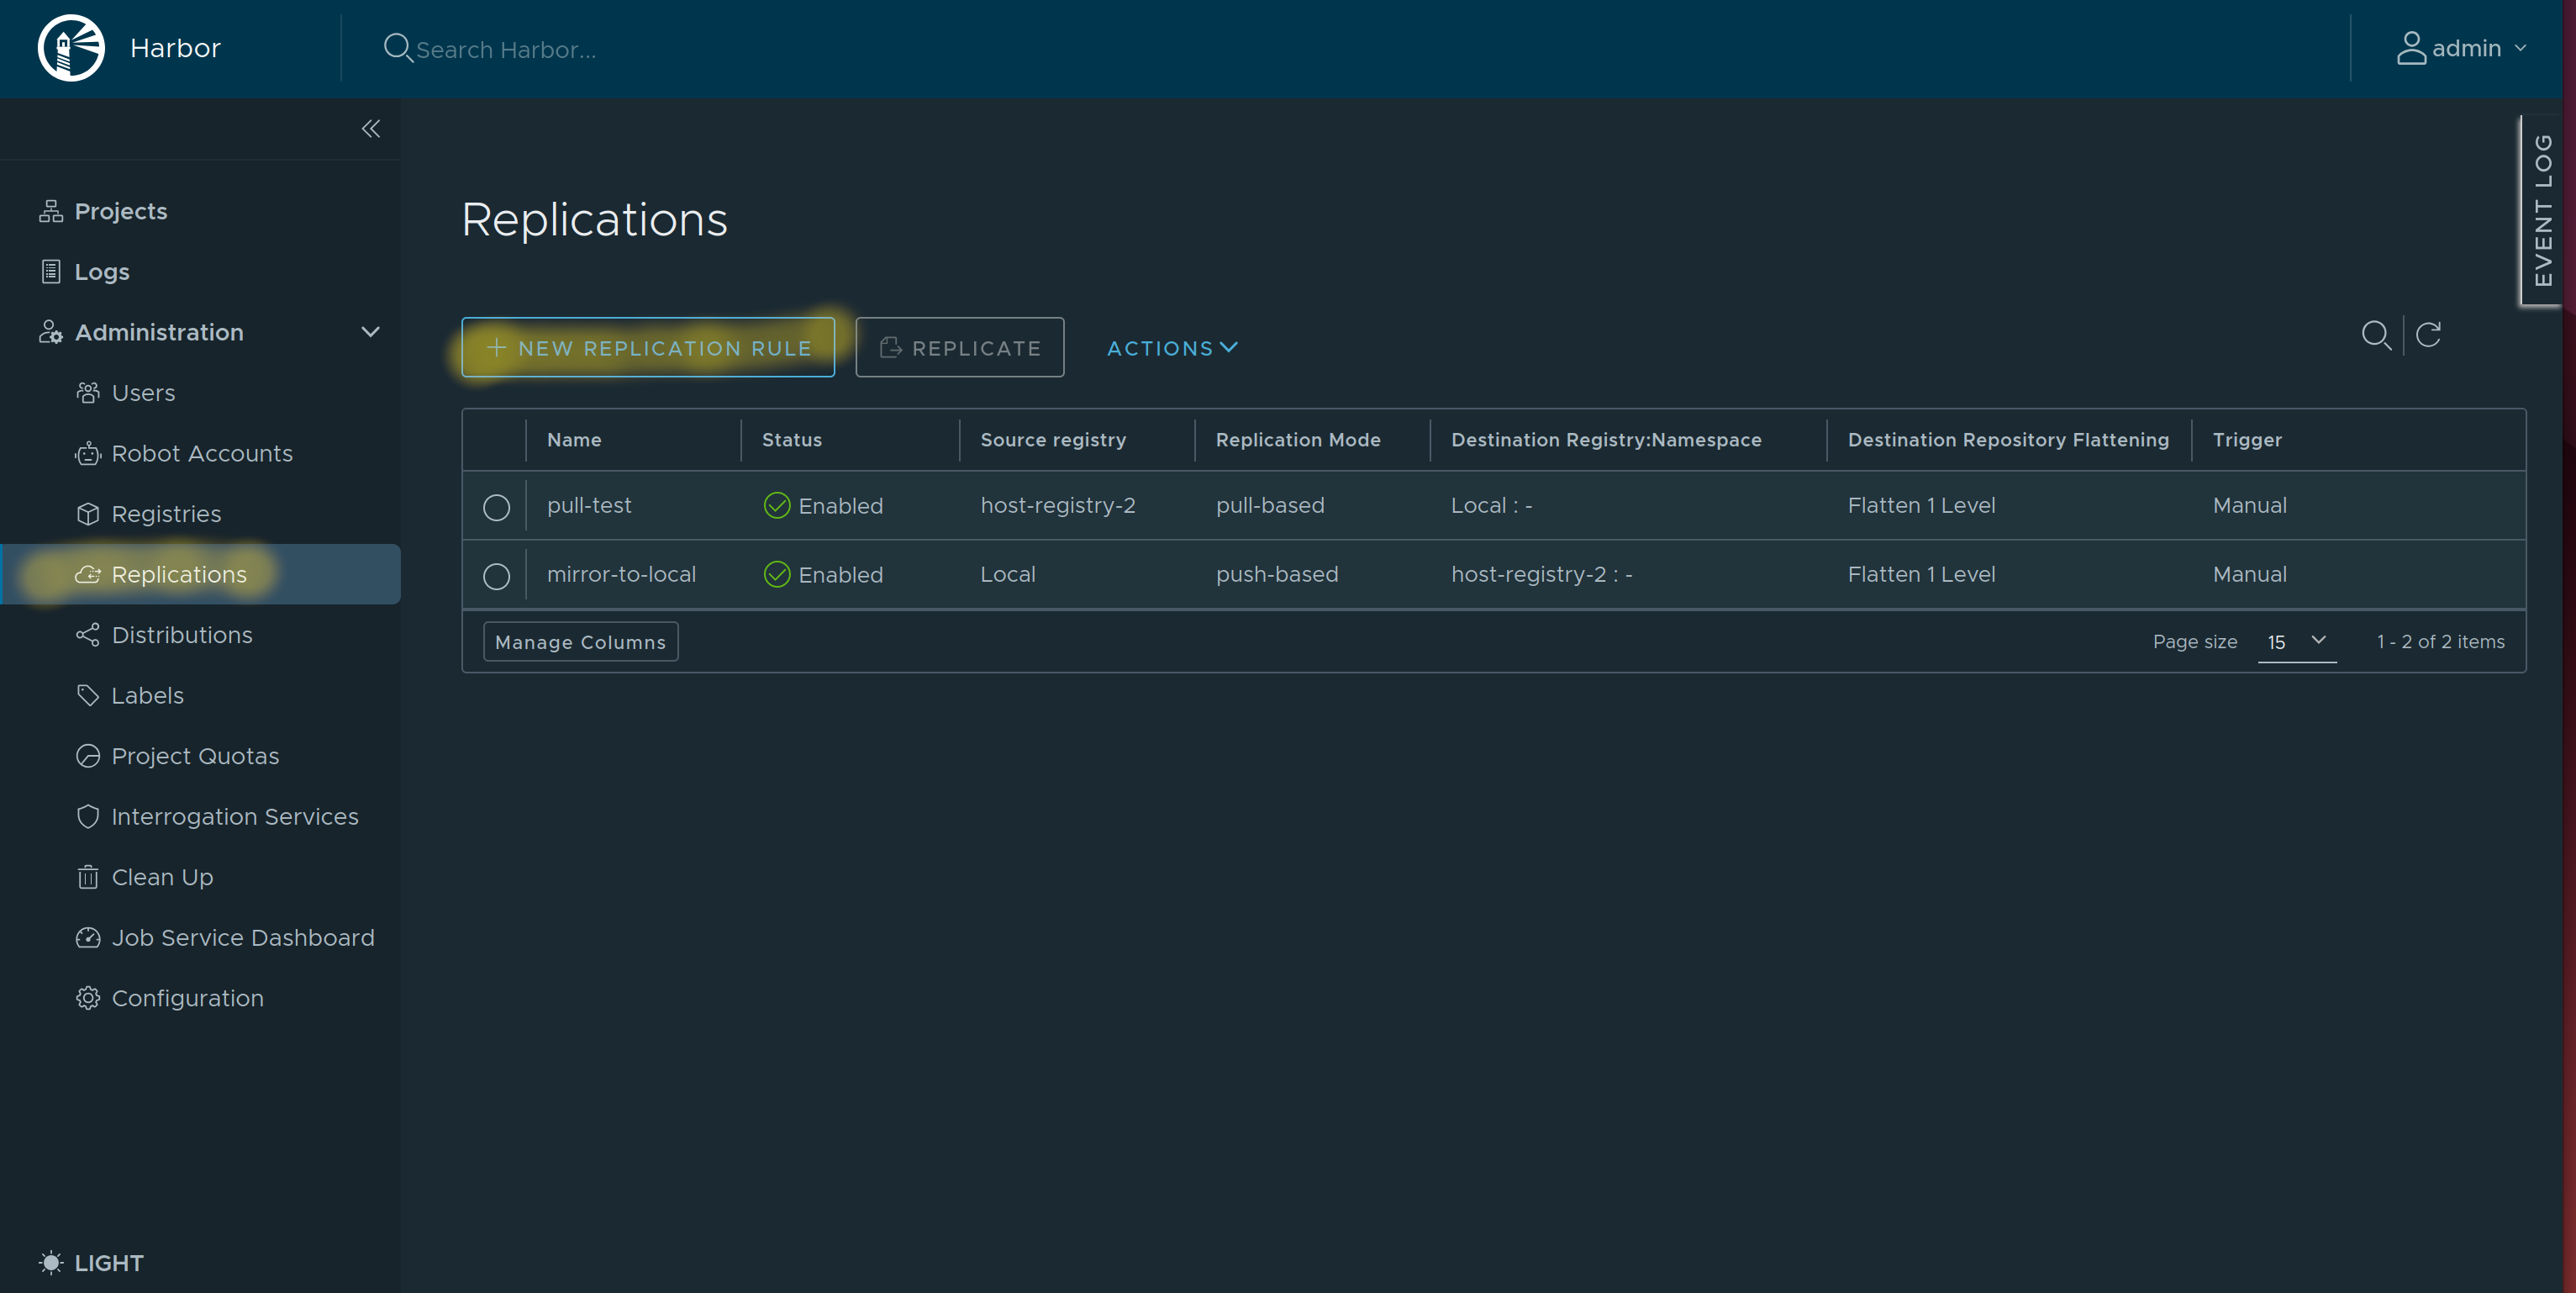 Harbor
Search Harbor...
admin
EVENT LOG
Projects
Logs
Administration
Users
Robot Accounts
Registries
Replications
Distributions
Labels
Project Quotas
Interrogation Services
Clean Up
Job Service Dashboard
Configuration
LIGHT
Replications
NEW REPLICATION RULE REPLICATE ACTIONS
Name Status Source registry Replication Mode Destination Registry:Namespace Destination Repository Flattening Trigger
pull-test Enabled host-registry-2 pull-based Local : - Flatten 1 Level Manual
mirror-to-local Enabled Local push-based host-registry-2 : - Flatten 1 Level Manual
Manage Columns Page size 15 1 - 2 of 2 items